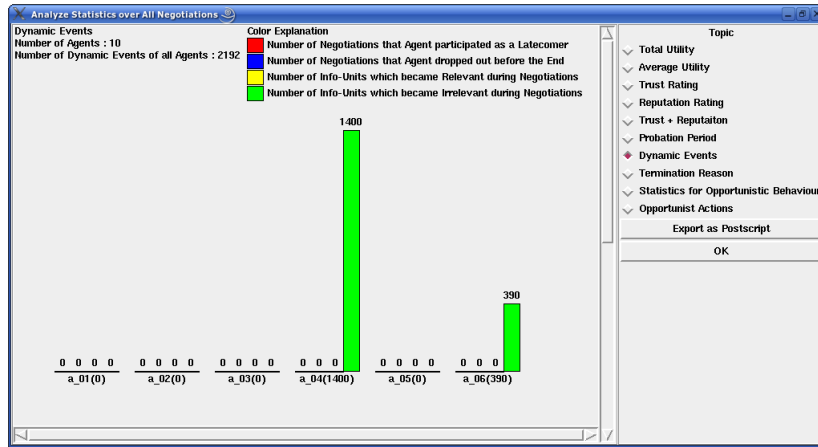 Analyze Statistics over All Negotiations
Dynamic Events
Number of Agents : 10
Number of Dynamic Events of all Agents : 2192
Color Explanation
Number of Negotiations that Agent participated as a Latecomer
Number of Negotiations that Agent dropped out before the End
Number of Info-Units which became Relevant during Negotiations
Number of Info-Units which became Irrelevant during Negotiations
1400
390
0 0 0 0 0 0 0 0 0 0 0 0 0 0 0 0 0 0 0 0 0 0
a_01(0) a_02(0) a_03(0) a_04(1400) a_05(0) a_06(390)
Topic
Total Utility
Average Utility
Trust Rating
Reputation Rating
Trust + Reputaiton
Probation Period
Dynamic Events
Termination Reason
Statistics for Opportunistic Behaviour
Opportunist Actions
Export as Postscript
OK